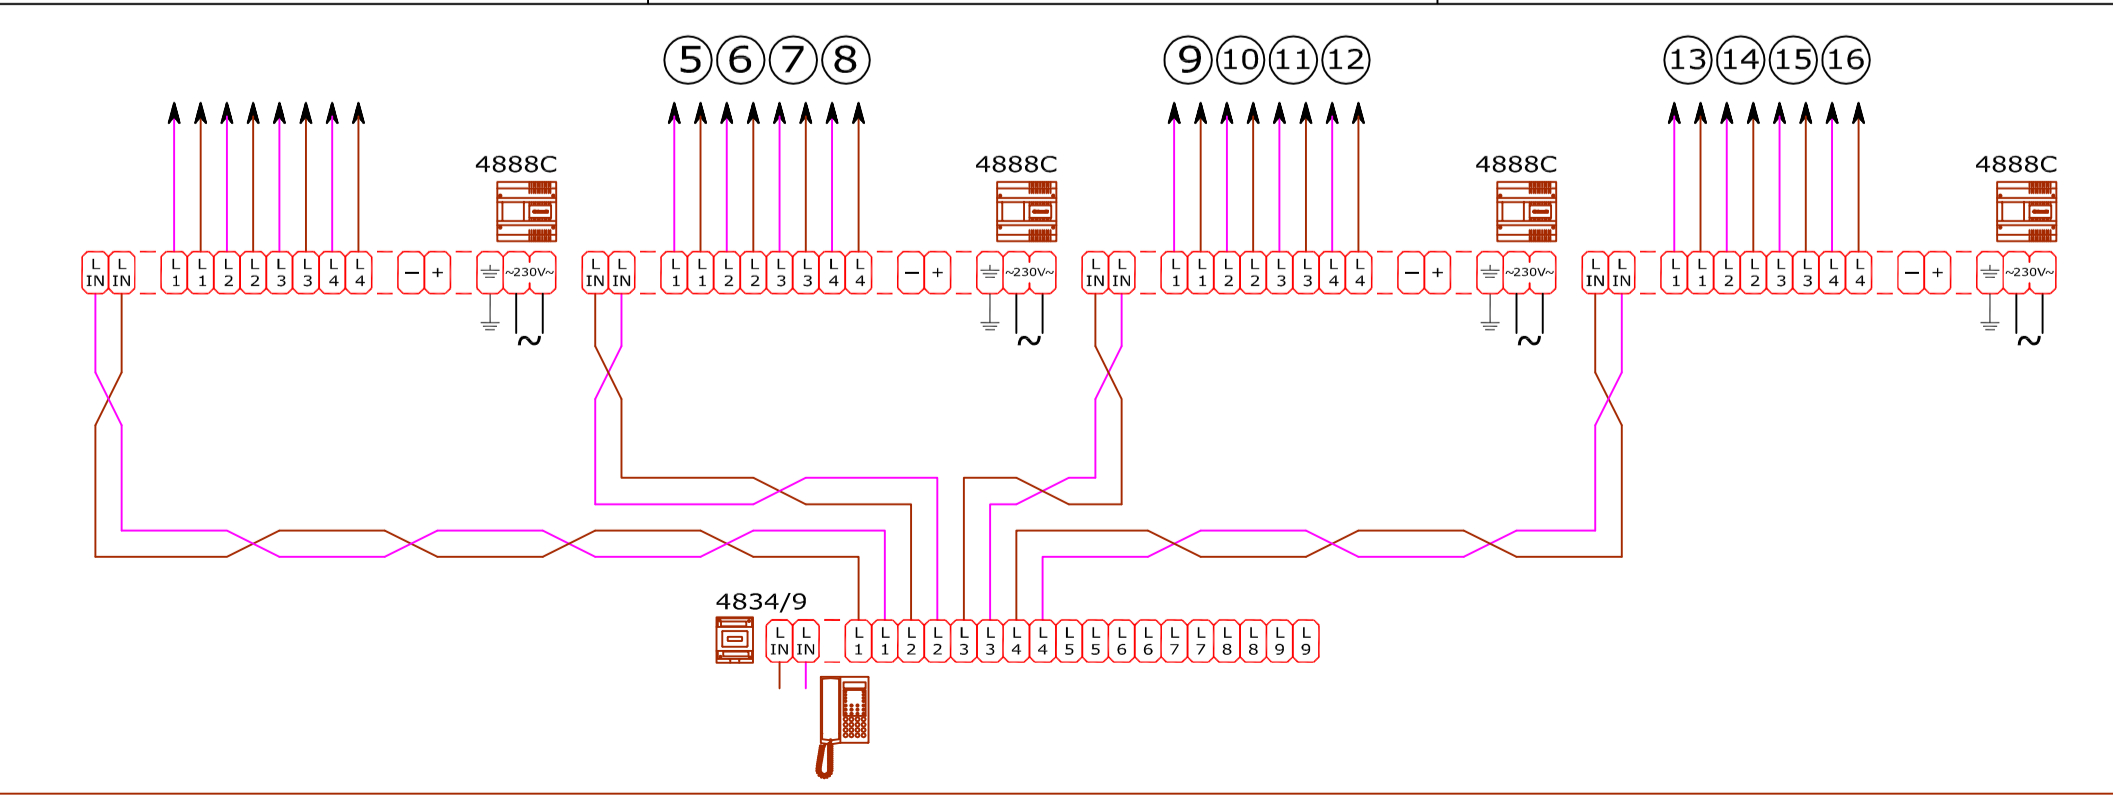 5 6 7 8 9 10 11 12 13 14 15 16
4888C 4888C 4888C 4888C
L L L L L L L L L L − + ~230V~ L L L L L L L L L L − + ~230V~ L L L L L L L L L L − + ~230V~ L L L L L L L L L L − + ~230V~
IN IN 1 1 2 2 3 3 4 4 IN IN 1 1 2 2 3 3 4 4 IN IN 1 1 2 2 3 3 4 4 IN IN 1 1 2 2 3 3 4 4
~ ~ ~ ~
4834/9
L L L L L L L L L L L L L L L L L L L L
IN IN 1 1 2 2 3 3 4 4 5 5 6 6 7 7 8 8 9 9